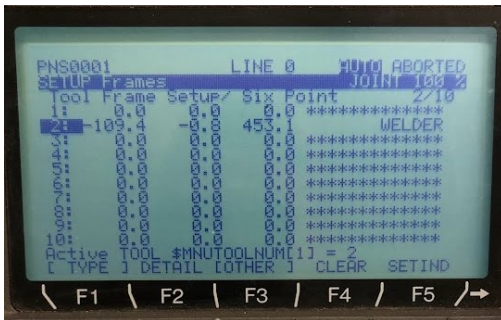 PNS0001 LINE 0 AUTO ABORTED
SETUP Frames JOINT 100 %
Tool Frame Setup/ Six Point 2/10
1: 0.0 0.0 0.0 *************
2: -109.4 -0.8 453.1 WELDER
3: 0.0 0.0 0.0 *************
4: 0.0 0.0 0.0 *************
5: 0.0 0.0 0.0 *************
6: 0.0 0.0 0.0 *************
7: 0.0 0.0 0.0 *************
8: 0.0 0.0 0.0 *************
9: 0.0 0.0 0.0 *************
10: 0.0 0.0 0.0 *************
Active TOOL $MNUTOOLNUM[1] = 2
[ TYPE ] DETAIL [OTHER ] CLEAR SETIND
F1 F2 F3 F4 F5 →